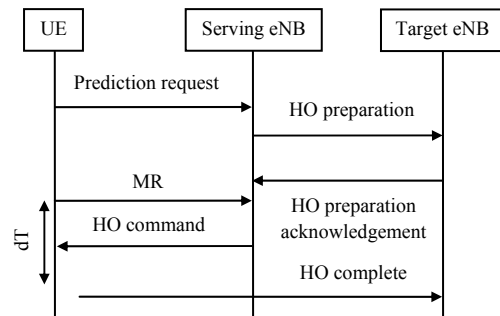 UE
Serving eNB
Target eNB
Prediction request
HO preparation
MR
HO preparation
acknowledgement
HO command
dT
HO complete